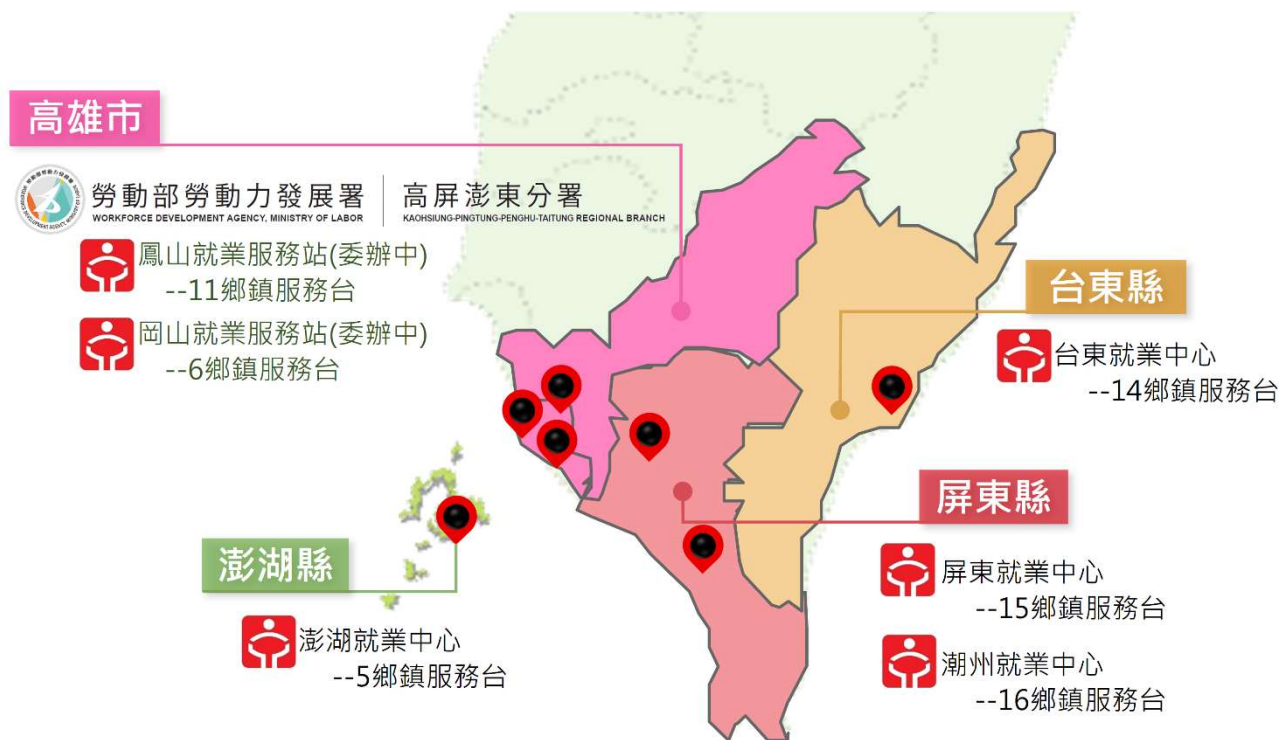 高雄市
勞動部勞動力發展署
WORKFORCE DEVELOPMENT AGENCY, MINISTRY OF LABOR
高屏澎東分署
KAOHSIUNG-PINGTUNG-PENGHU-TAITUNG REGIONAL BRANCH
鳳山就業服務站(委辦中)
--11鄉鎮服務台
岡山就業服務站(委辦中)
--6鄉鎮服務台
台東縣
台東就業中心
--14鄉鎮服務台
屏東縣
屏東就業中心
--15鄉鎮服務台
潮州就業中心
--16鄉鎮服務台
澎湖縣
澎湖就業中心
--5鄉鎮服務台